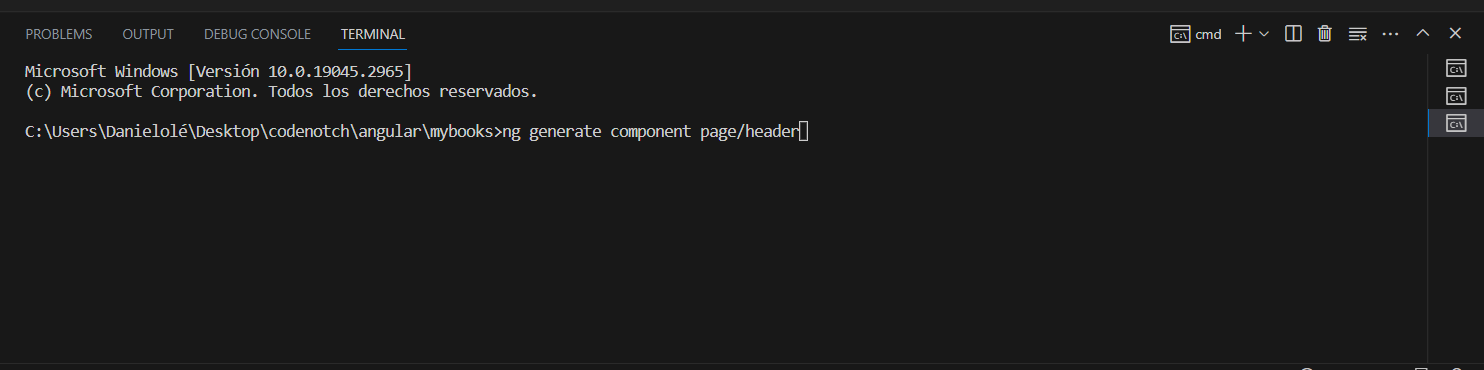 PROBLEMS OUTPUT DEBUG CONSOLE TERMINAL cmd
Microsoft Windows [Versión 10.0.19045.2965]
(c) Microsoft Corporation. Todos los derechos reservados.
C:\Users\Danielolé\Desktop\codenotch\angular\mybooks>ng generate component page/header